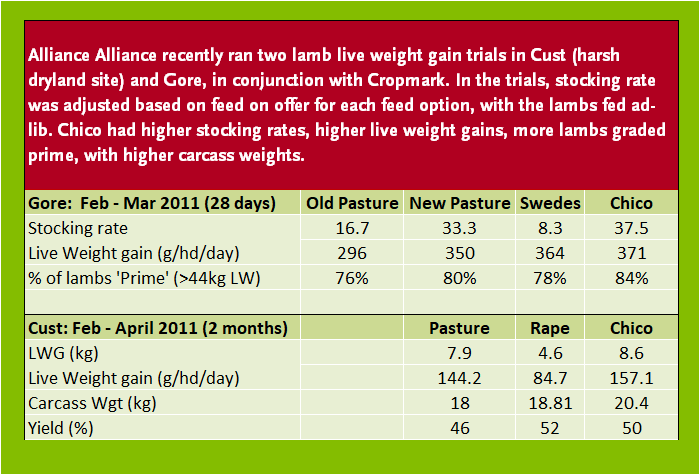 Alliance Alliance recently ran two lamb live weight gain trials in Cust (harsh
dryland site) and Gore, in conjunction with Cropmark. In the trials, stocking rate
was adjusted based on feed on offer for each feed option, with the lambs fed ad-
lib. Chico had higher stocking rates, higher live weight gains, more lambs graded
prime, with higher carcass weights.
Gore: Feb - Mar 2011 (28 days) Old Pasture New Pasture Swedes Chico
Stocking rate 16.7 33.3 8.3 37.5
Live Weight gain (g/hd/day) 296 350 364 371
% of lambs 'Prime' (>44kg LW) 76% 80% 78% 84%
Cust: Feb - April 2011 (2 months) Pasture Rape Chico
LWG (kg) 7.9 4.6 8.6
Live Weight gain (g/hd/day) 144.2 84.7 157.1
Carcass Wgt (kg) 18 18.81 20.4
Yield (%) 46 52 50